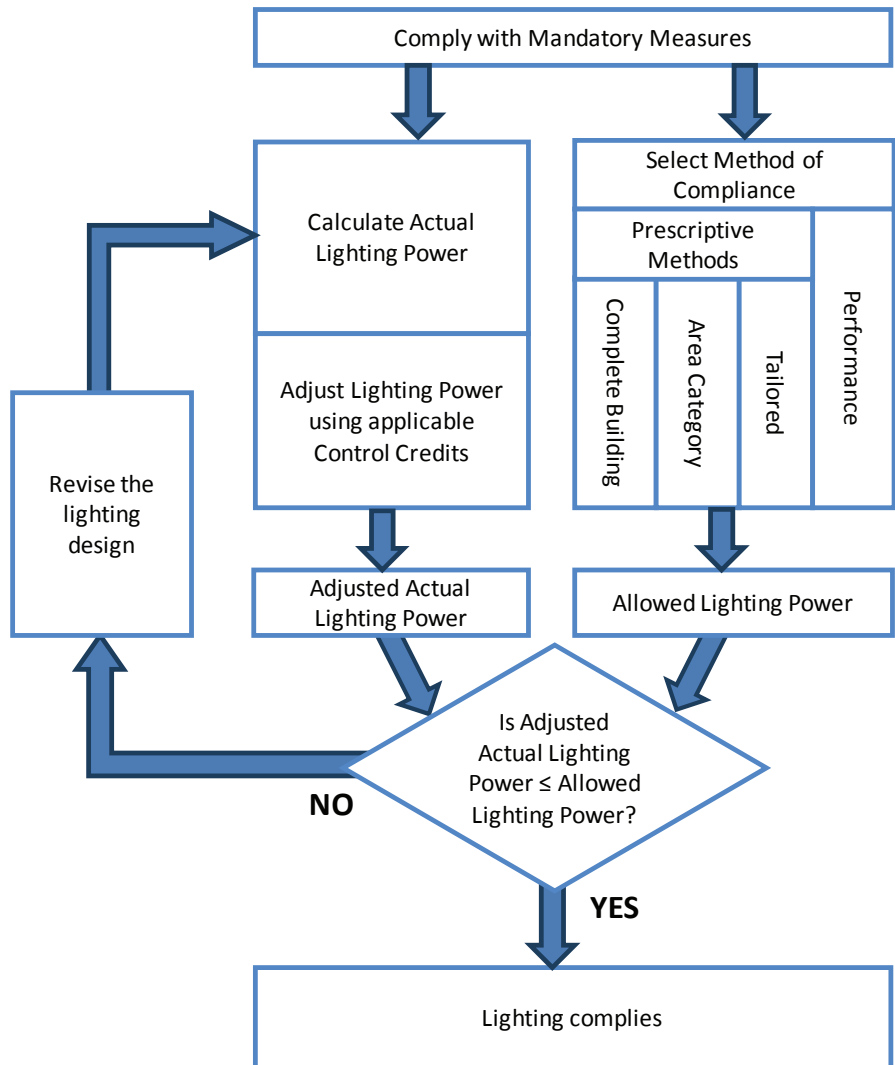 Comply with Mandatory Measures
Calculate Actual
Lighting Power
Adjust Lighting Power
using applicable
Control Credits
Select Method of
Compliance
Prescriptive
Methods
Complete Building
Area Category
Tailored
Performance
Revise the
lighting
design
Adjusted Actual
Lighting Power
Allowed Lighting Power
Is Adjusted
Actual Lighting
Power ≤ Allowed
Lighting Power?
NO
YES
Lighting complies